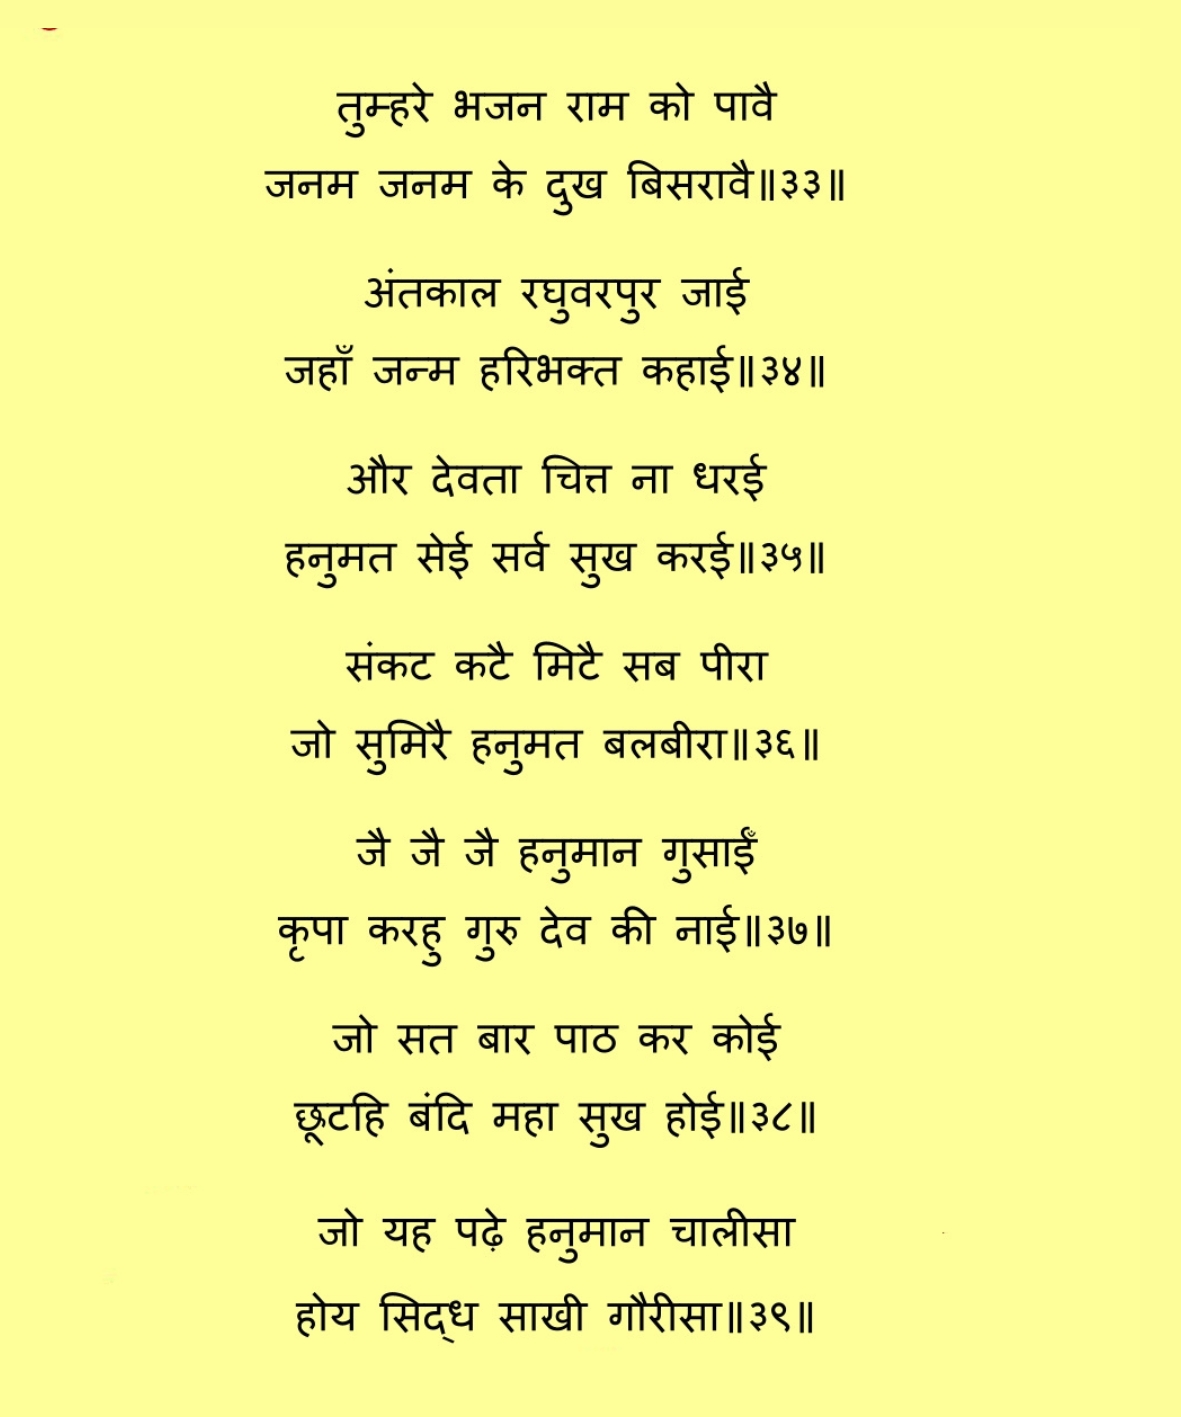 तुम्हरे भजन राम को पावै
जनम जनम के दुख बिसरावै॥३३॥
अंतकाल रघुवरपुर जाई
जहाँ जन्म हरिभक्त कहाई॥३४॥
और देवता चित्त ना धरई
हनुमत सेई सर्व सुख करई॥३५॥
संकट कटै मिटै सब पीरा
जो सुमिरै हनुमत बलबीरा॥३६॥
जै जै जै हनुमान गुसाईँ
कृपा करहु गुरु देव की नाई॥३७॥
जो सत बार पाठ कर कोई
छूटहि बंदि महा सुख होई॥३८॥
जो यह पढ़े हनुमान चालीसा
होय सिद्ध साखी गौरीसा॥३९॥